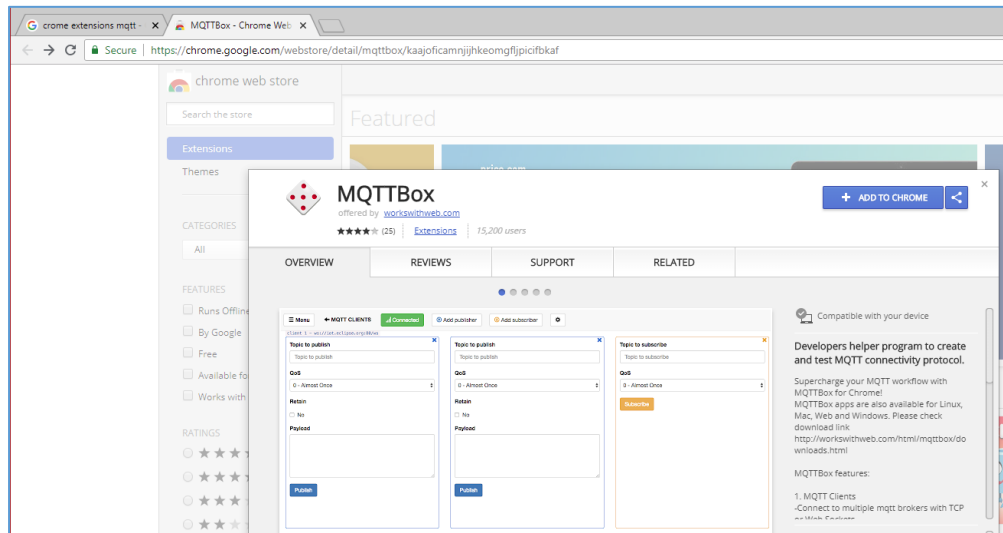 crome extensions mqtt -
MQTTBox - Chrome Web
Secure | https://chrome.google.com/webstore/detail/mqttbox/kaajoficamnjijhkeomgfljpicifbkaf
chrome web store
Search the store
Featured
Extensions
Themes
MQTTBox
offered by workswithweb.com
(25) Extensions 15,200 users
+ ADD TO CHROME
CATEGORIES
All
OVERVIEW REVIEWS SUPPORT RELATED
FEATURES
Runs Offline
By Google
Free
Available fo
Works with
RATINGS
Menu MQTT CLIENTS Connected Add publisher Add subscriber
Topic to publish
Topic to publish
QoS
0 - Almost Once
Retain
No
Payload
Publish
Topic to publish
Topic to publish
QoS
0 - Almost Once
Retain
No
Payload
Publish
Topic to subscribe
Topic to subscribe
QoS
0 - Almost Once
Subscribe
Compatible with your device
Developers helper program to create
and test MQTT connectivity protocol.
Supercharge your MQTT workflow with
MQTTBox for Chrome!
MQTTBox apps are also available for Linux,
Mac, Web and Windows. Please check
download link
http://workswithweb.com/html/mqttbox/do
wnloads.html
MQTTBox features:
1. MQTT Clients
-Connect to multiple mqtt brokers with TCP
or Web Sockets